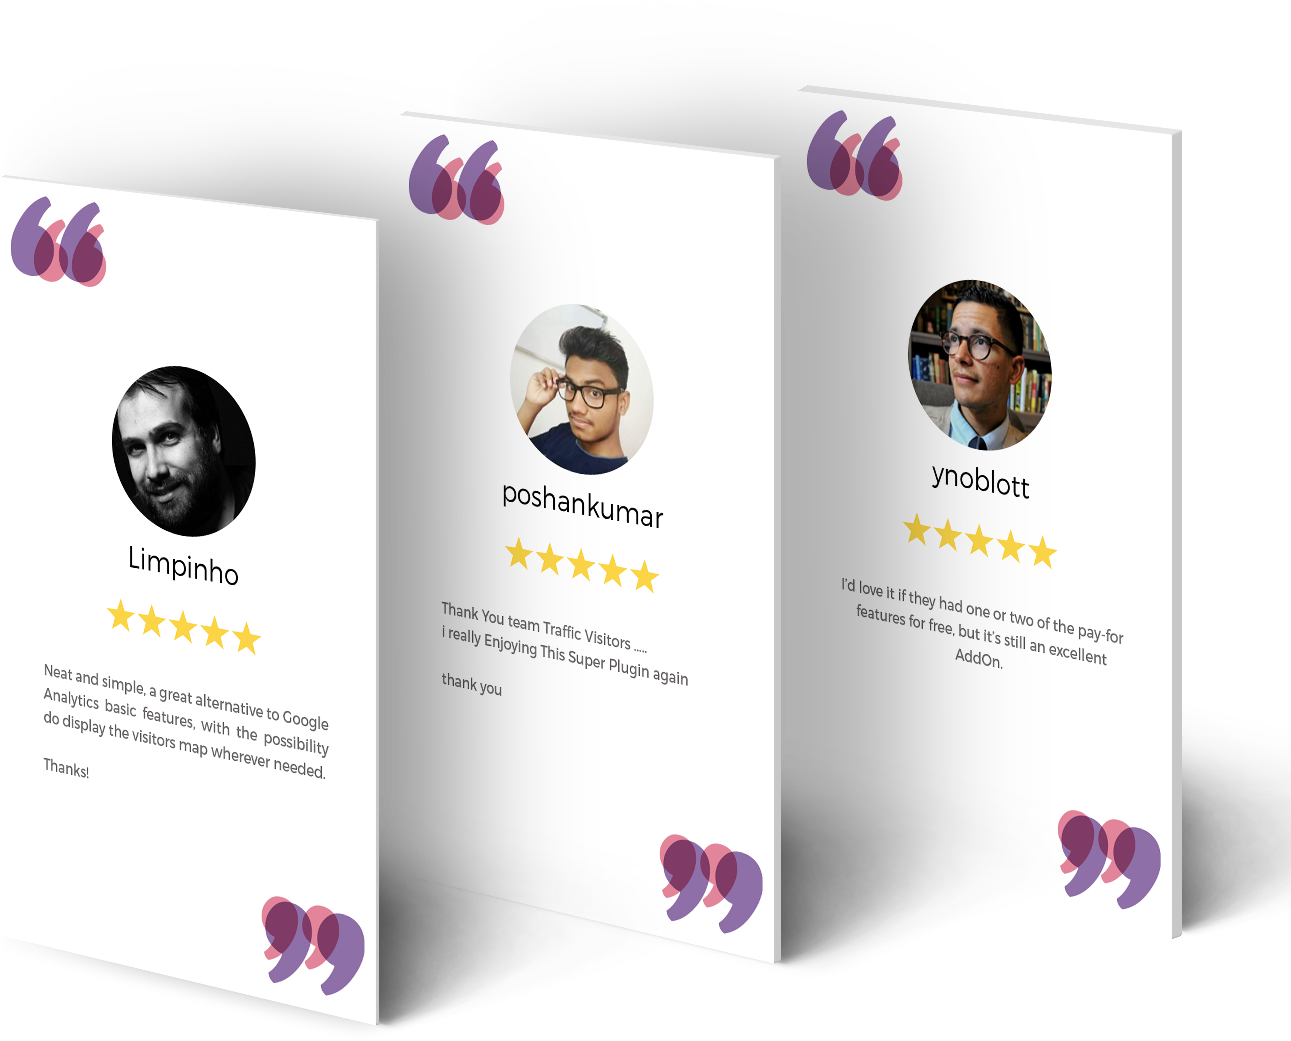 Limpinho
Neat and simple, a great alternative to Google
Analytics basic features, with the possibility
do display the visitors map wherever needed.
Thanks!
poshankumar
Thank You team Traffic Visitors .....
i really Enjoying This Super Plugin again
thank you
ynoblott
I'd love it if they had one or two of the pay-for
features for free, but it's still an excellent
AddOn.